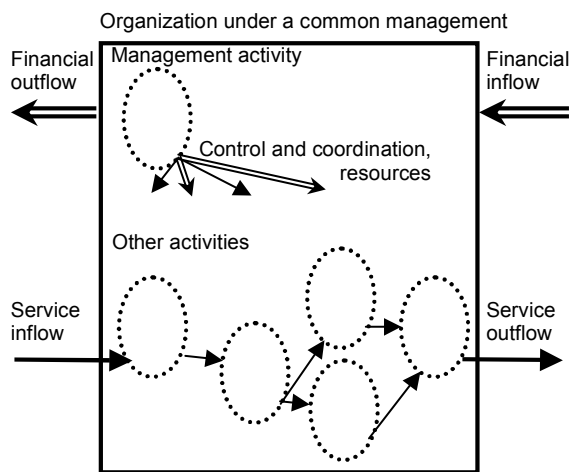 Organization under a common management
Financial
outflow
Management activity
Financial
inflow
Control and coordination,
resources
Other activities
Service
inflow
Service
outflow